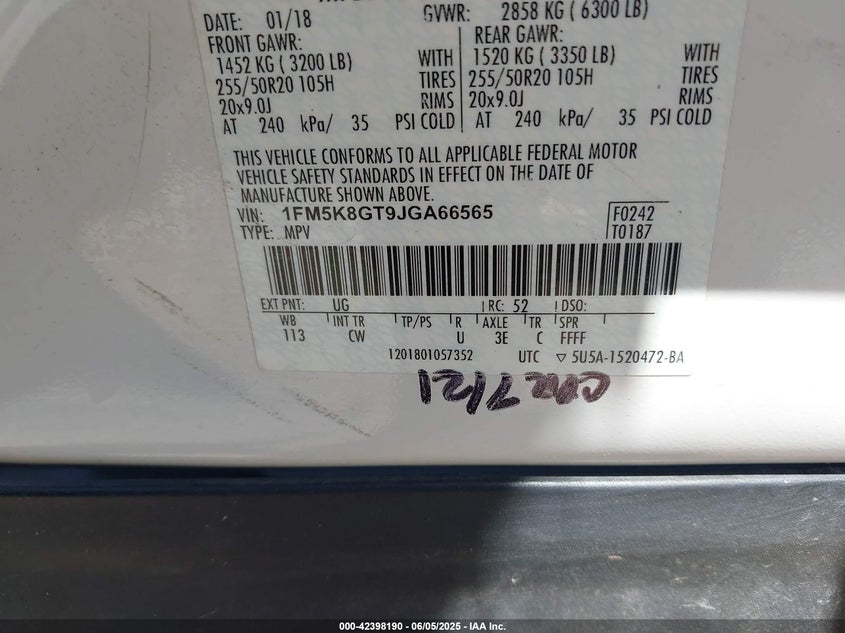 DATE: 01/18 GVWR: 2858 KG ( 6300 LB)
FRONT GAWR: REAR GAWR:
1452 KG ( 3200 LB) WITH 1520 KG ( 3350 LB) WITH
255/50R20 105H TIRES 255/50R20 105H TIRES
20x9.0J RIMS 20x9.0J RIMS
AT 240 kPa/ 35 PSI COLD AT 240 kPa/ 35 PSI COLD
THIS VEHICLE CONFORMS TO ALL APPLICABLE FEDERAL MOTOR
VEHICLE SAFETY STANDARDS IN EFFECT ON THE DATE OF
MANUFACTURE SHOWN ABOVE.
VIN: 1FM5K8GT9JGA66565 F0242
TYPE: MPV T0187
EXT PNT: UG RC: 52 DSO:
WB INT TR TP/PS R AXLE TR SPR
113 CW U 3E C FFFF
1201801057352 UTC ▽ 5U5A-1520472-BA
7/21
000-42398190 - 06/05/2025 - IAA Inc.